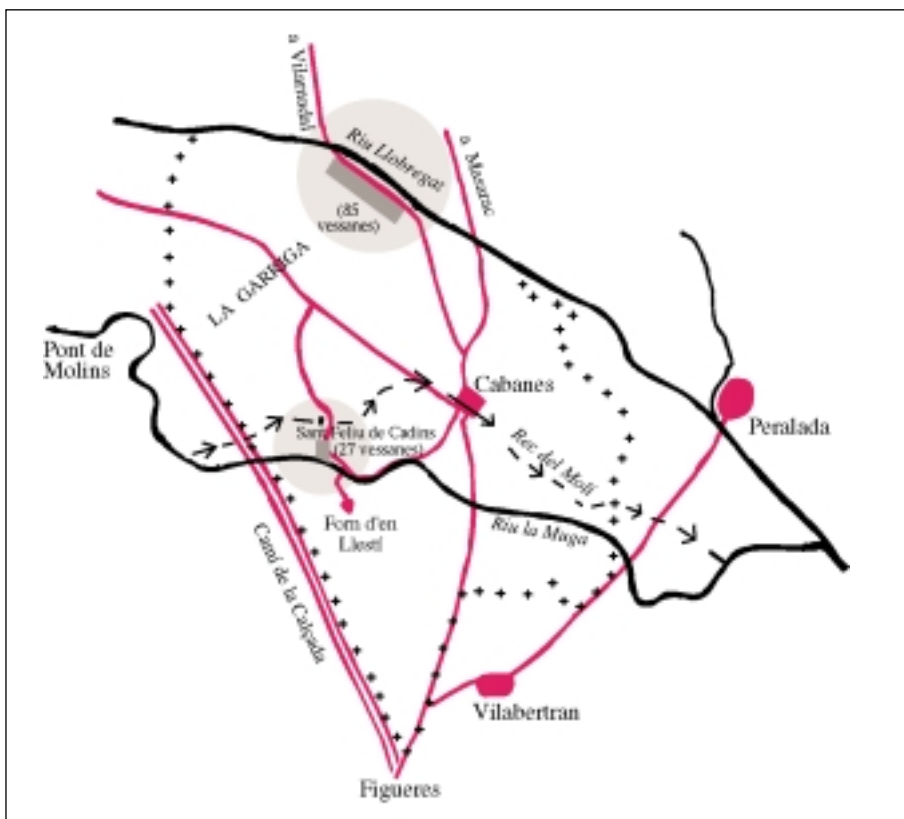 a Vilarnadal
Riu Llobregat
a Masarac
(85
vessanes)
LA GARRIGA
Pont de
Molins
Cabanes
Peralada
Sant Feliu de Cadins
(27 vessanes)
Rec del Molí
Forn d'en
Llestí
Riu la Muga
Camí de la Calçada
Vilabertran
Figueres